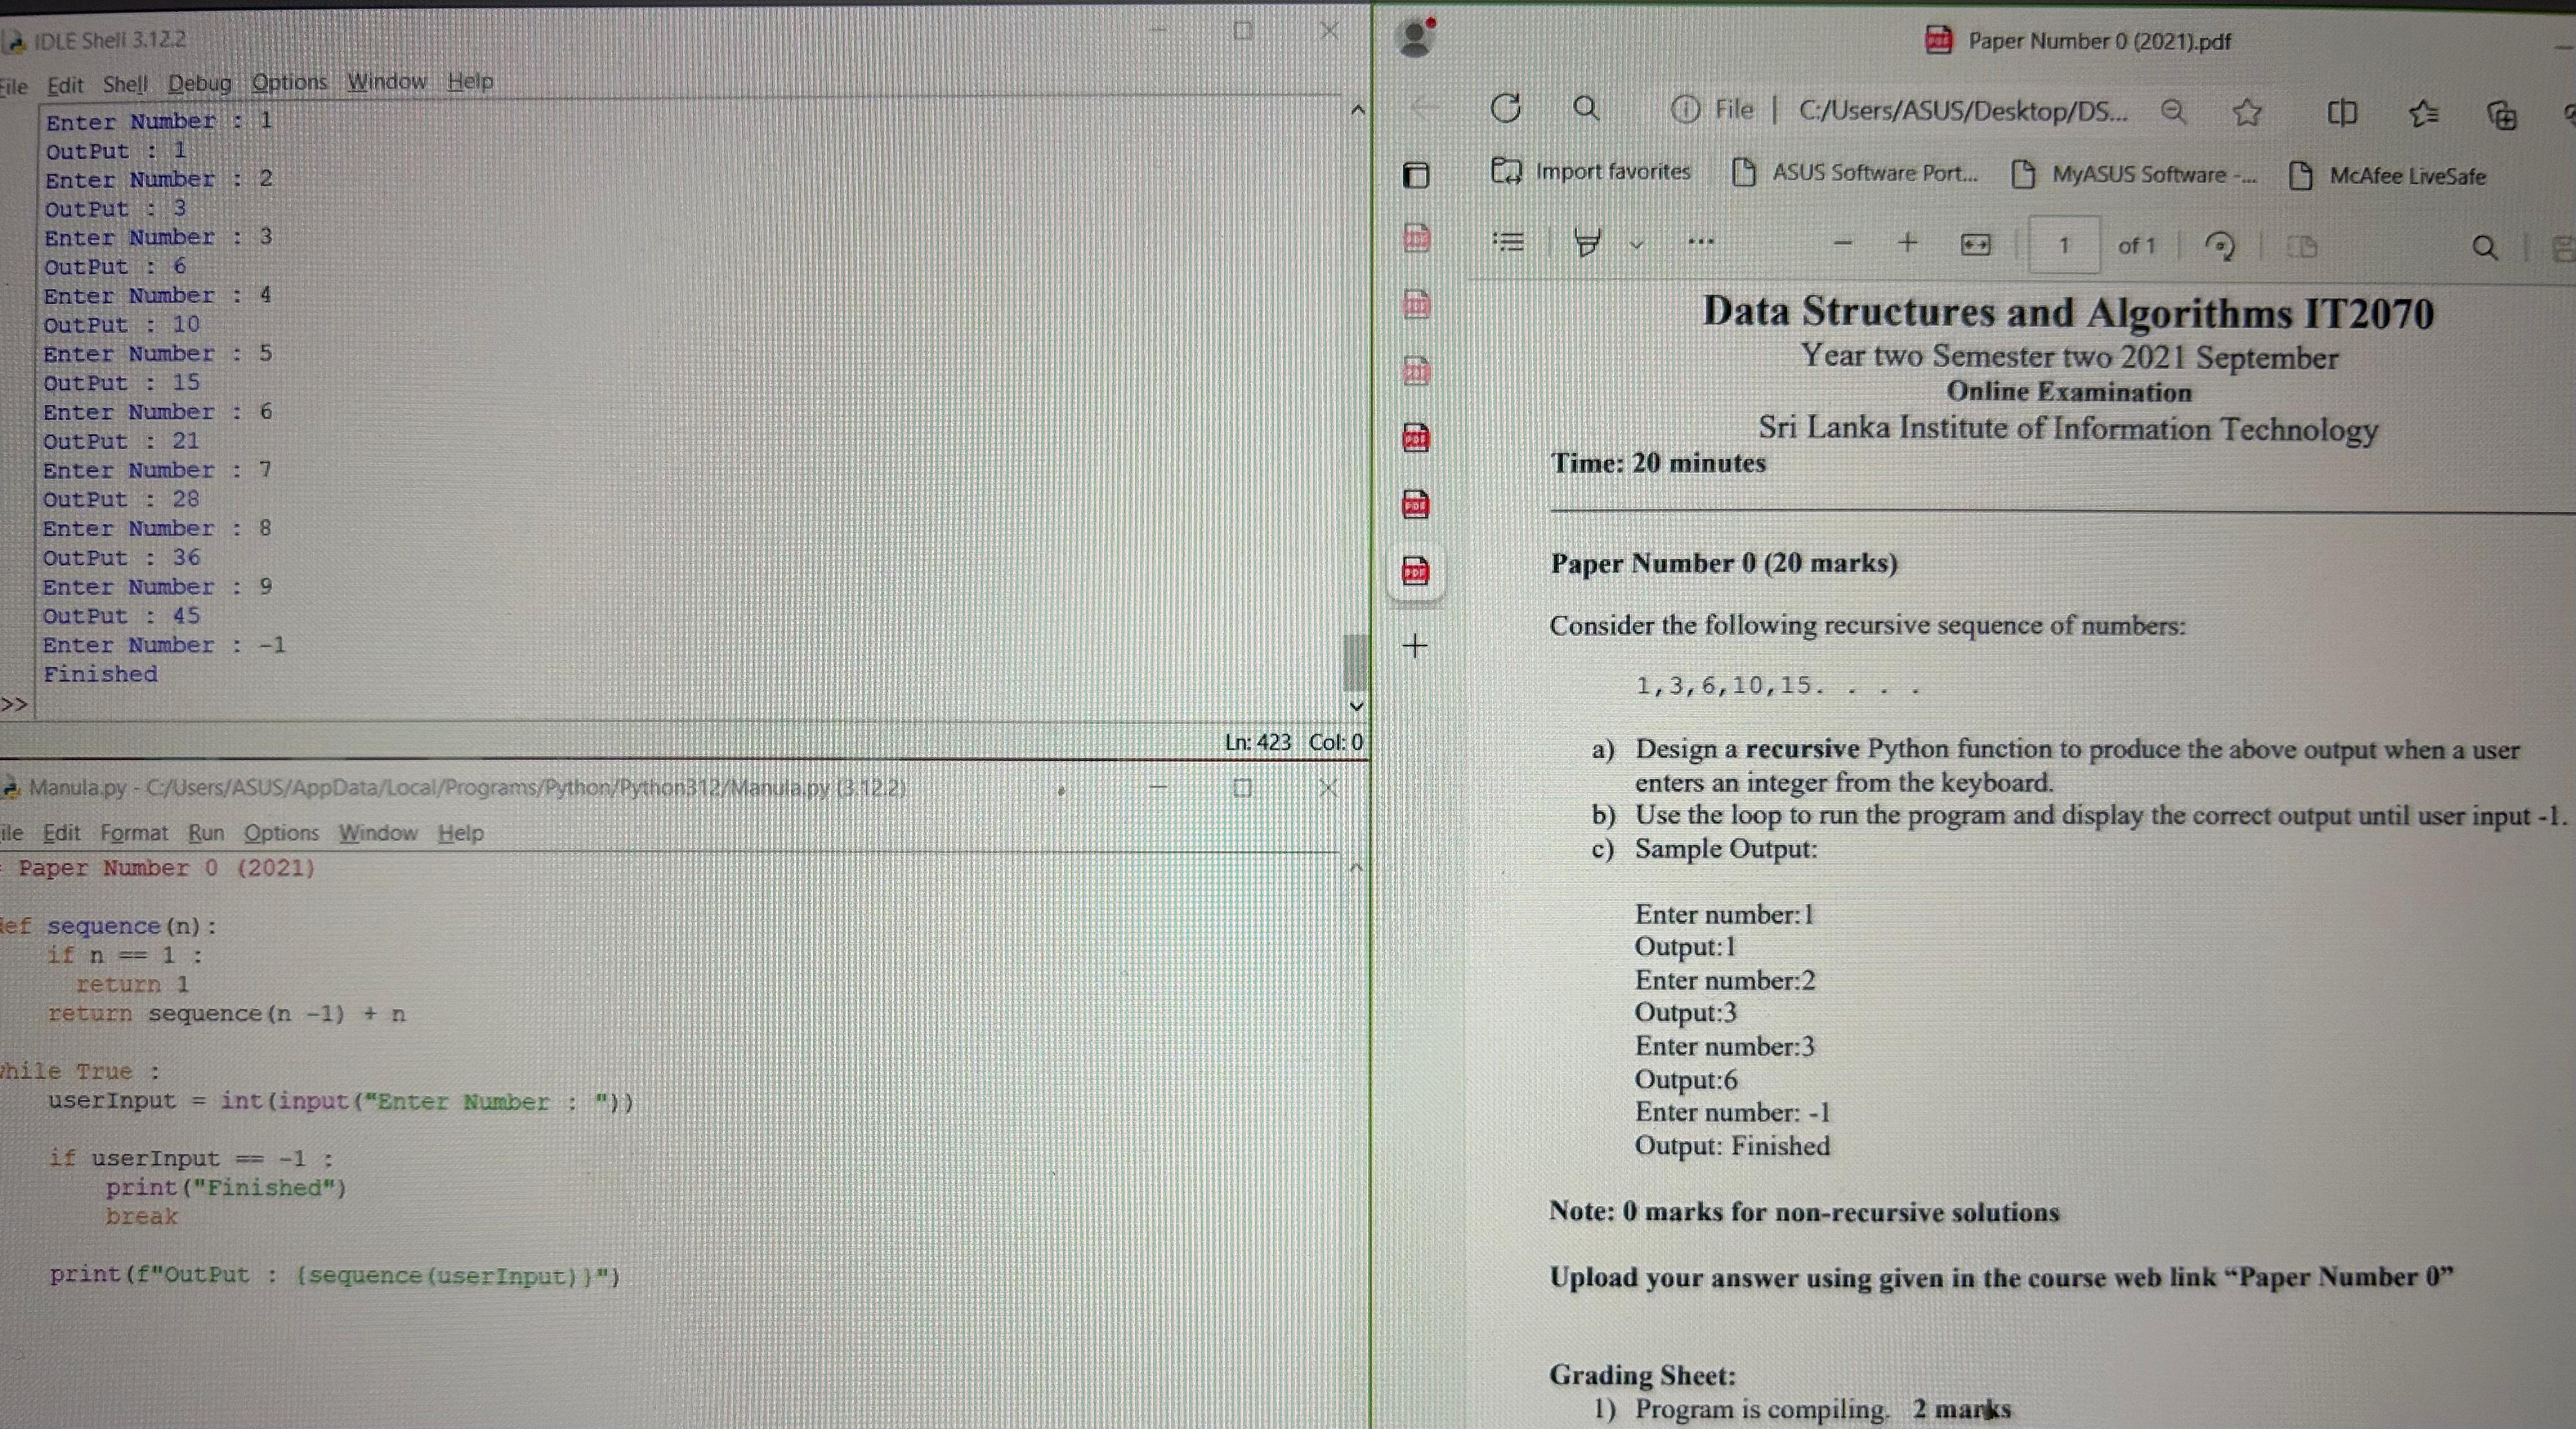 IDLE Shell 3.12.2
File Edit Shell Debug Options Window Help
Enter Number : 1
OutPut : 1
Enter Number : 2
OutPut : 3
Enter Number : 3
OutPut : 6
Enter Number : 4
OutPut : 10
Enter Number : 5
OutPut : 15
Enter Number : 6
OutPut : 21
Enter Number : 7
OutPut : 28
Enter Number : 8
OutPut : 36
Enter Number : 9
OutPut : 45
Enter Number : -1
Finished
>>
Ln: 423 Col: 0
Manula.py - C:/Users/ASUS/AppData/Local/Programs/Python/Python312/Manula.py (3.12.2)
ile Edit Format Run Options Window Help
Paper Number 0 (2021)
def sequence(n):
if n == 1 :
return 1
return sequence(n -1) + n
while True :
userInput = int(input("Enter Number : "))
if userInput == -1 :
print("Finished")
break
print(f"OutPut : {sequence(userInput)}")
Paper Number 0 (2021).pdf
File | C:/Users/ASUS/Desktop/DS...
Import favorites ASUS Software Port... MyASUS Software -... McAfee LiveSafe
1 of 1
Data Structures and Algorithms IT2070
Year two Semester two 2021 September
Online Examination
Sri Lanka Institute of Information Technology
Time: 20 minutes
Paper Number 0 (20 marks)
Consider the following recursive sequence of numbers:
1,3,6,10,15. . . .
a) Design a recursive Python function to produce the above output when a user
enters an integer from the keyboard.
b) Use the loop to run the program and display the correct output until user input -1.
c) Sample Output:
Enter number:1
Output:1
Enter number:2
Output:3
Enter number:3
Output:6
Enter number: -1
Output: Finished
Note: 0 marks for non-recursive solutions
Upload your answer using given in the course web link “Paper Number 0”
Grading Sheet:
1) Program is compiling. 2 marks